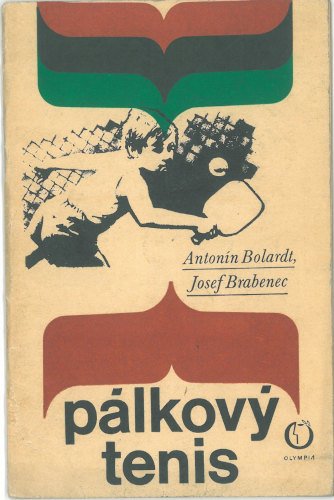 Antonín Bolardt,
Josef Brabenec
pálkový
tenis
OLYMPIA